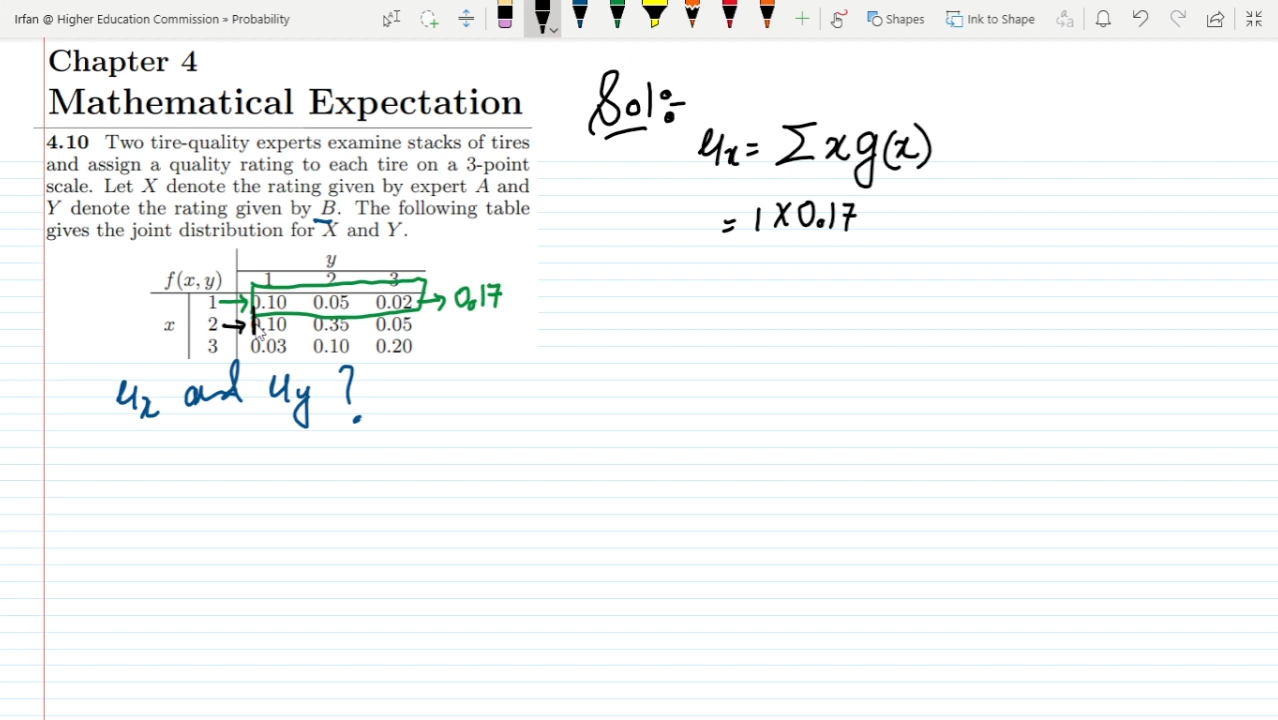 Irfan @ Higher Education Commission » Probability
Shapes
Ink to Shape
Chapter 4
Mathematical Expectation
4.10 Two tire-quality experts examine stacks of tires
and assign a quality rating to each tire on a 3-point
scale. Let X denote the rating given by expert A and
Y denote the rating given by B. The following table
gives the joint distribution for X and Y.
y
f(x, y) 1 2 3
1 0.10 0.05 0.02 → 0.17
x 2 0.10 0.35 0.05
3 0.03 0.10 0.20
μx and μy ?
Sol:-
μx = Σ x g(x)
= 1 × 0.17